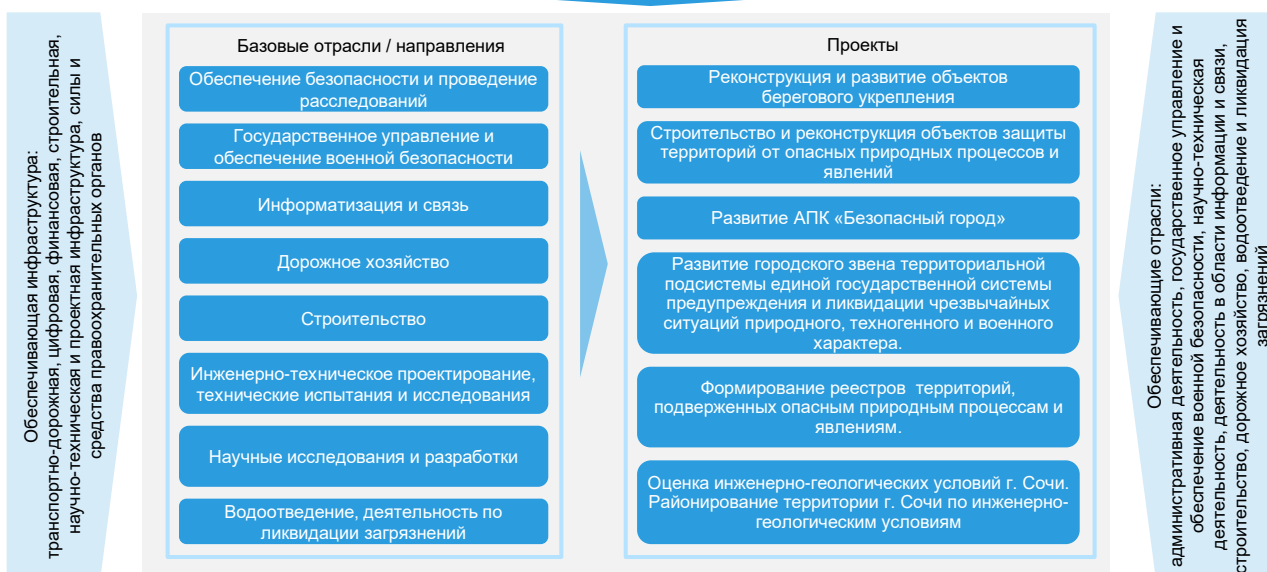 Обеспечивающая инфраструктура:
транспортно-дорожная, цифровая, финансовая, строительная,
научно-техническая и проектная инфраструктура, силы и
средства правоохранительных органов
Базовые отрасли / направления
Обеспечение безопасности и проведение
расследований
Государственное управление и
обеспечение военной безопасности
Информатизация и связь
Дорожное хозяйство
Строительство
Инженерно-техническое проектирование,
технические испытания и исследования
Научные исследования и разработки
Водоотведение, деятельность по
ликвидации загрязнений
Проекты
Реконструкция и развитие объектов
берегового укрепления
Строительство и реконструкция объектов защиты
территорий от опасных природных процессов и
явлений
Развитие АПК «Безопасный город»
Развитие городского звена территориальной
подсистемы единой государственной системы
предупреждения и ликвидации чрезвычайных
ситуаций природного, техногенного и военного
характера.
Формирование реестров территорий,
подверженных опасным природным процессам и
явлениям.
Оценка инженерно-геологических условий г. Сочи.
Районирование территории г. Сочи по инженерно-
геологическим условиям
Обеспечивающие отрасли:
административная деятельность, государственное управление и
обеспечение военной безопасности, научно-техническая
деятельность, деятельность в области информации и связи,
строительство, дорожное хозяйство, водоотведение и ликвидация
загрязнений